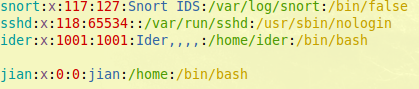 snort:x:117:127:Snort IDS:/var/log/snort:/bin/false
sshd:x:118:65534::/var/run/sshd:/usr/sbin/nologin
ider:x:1001:1001:Ider,,,,:/home/ider:/bin/bash
jian:x:0:0:jian:/home:/bin/bash